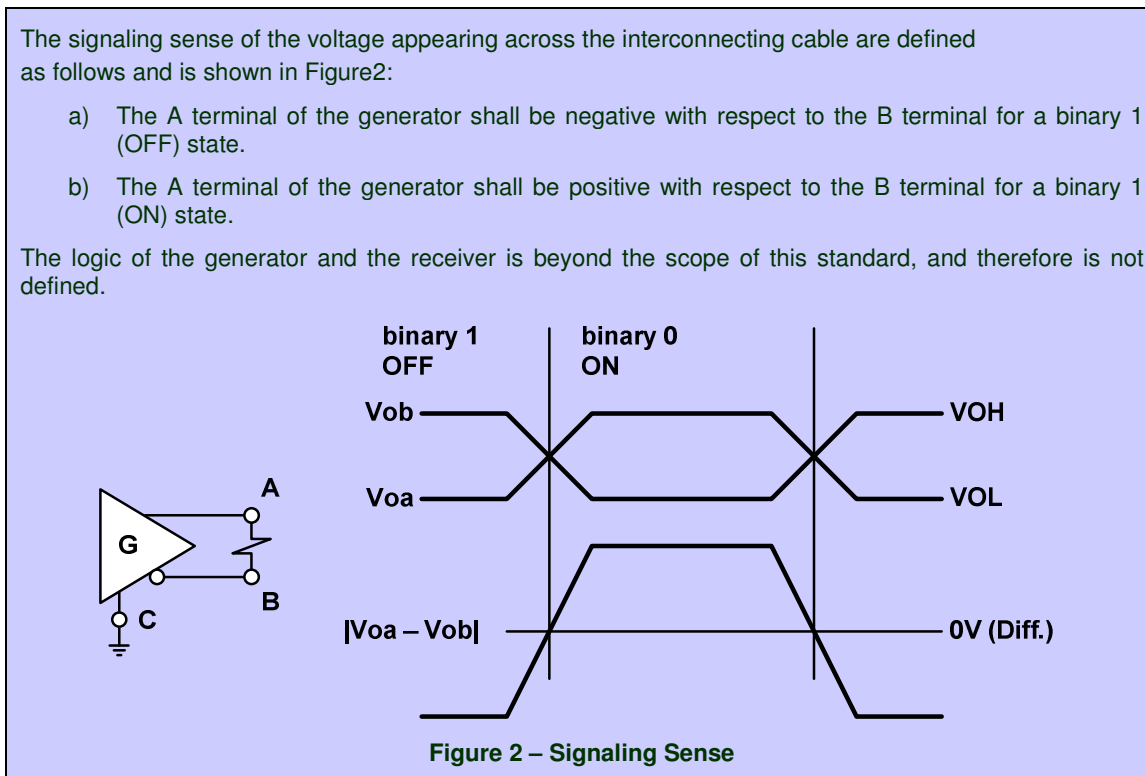 The signaling sense of the voltage appearing across the interconnecting cable are defined
as follows and is shown in Figure2:
a) The A terminal of the generator shall be negative with respect to the B terminal for a binary 1
(OFF) state.
b) The A terminal of the generator shall be positive with respect to the B terminal for a binary 1
(ON) state.
The logic of the generator and the receiver is beyond the scope of this standard, and therefore is not
defined.
binary 1
OFF
binary 0
ON
Vob
VOH
Voa
VOL
A
G
B
C
|Voa – Vob|
0V (Diff.)
Figure 2 – Signaling Sense